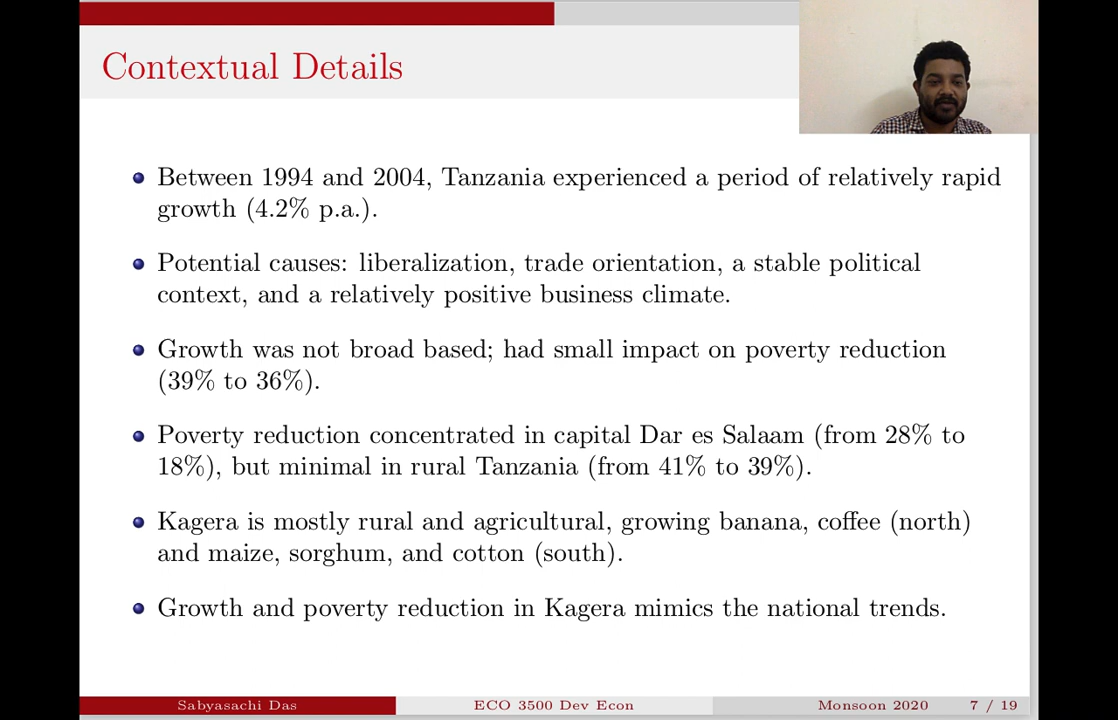 Contextual Details
Between 1994 and 2004, Tanzania experienced a period of relatively rapid
growth (4.2% p.a.).
Potential causes: liberalization, trade orientation, a stable political
context, and a relatively positive business climate.
Growth was not broad based; had small impact on poverty reduction
(39% to 36%).
Poverty reduction concentrated in capital Dar es Salaam (from 28% to
18%), but minimal in rural Tanzania (from 41% to 39%).
Kagera is mostly rural and agricultural, growing banana, coffee (north)
and maize, sorghum, and cotton (south).
Growth and poverty reduction in Kagera mimics the national trends.
Sabyasachi Das ECO 3500 Dev Econ Monsoon 2020 7 / 19